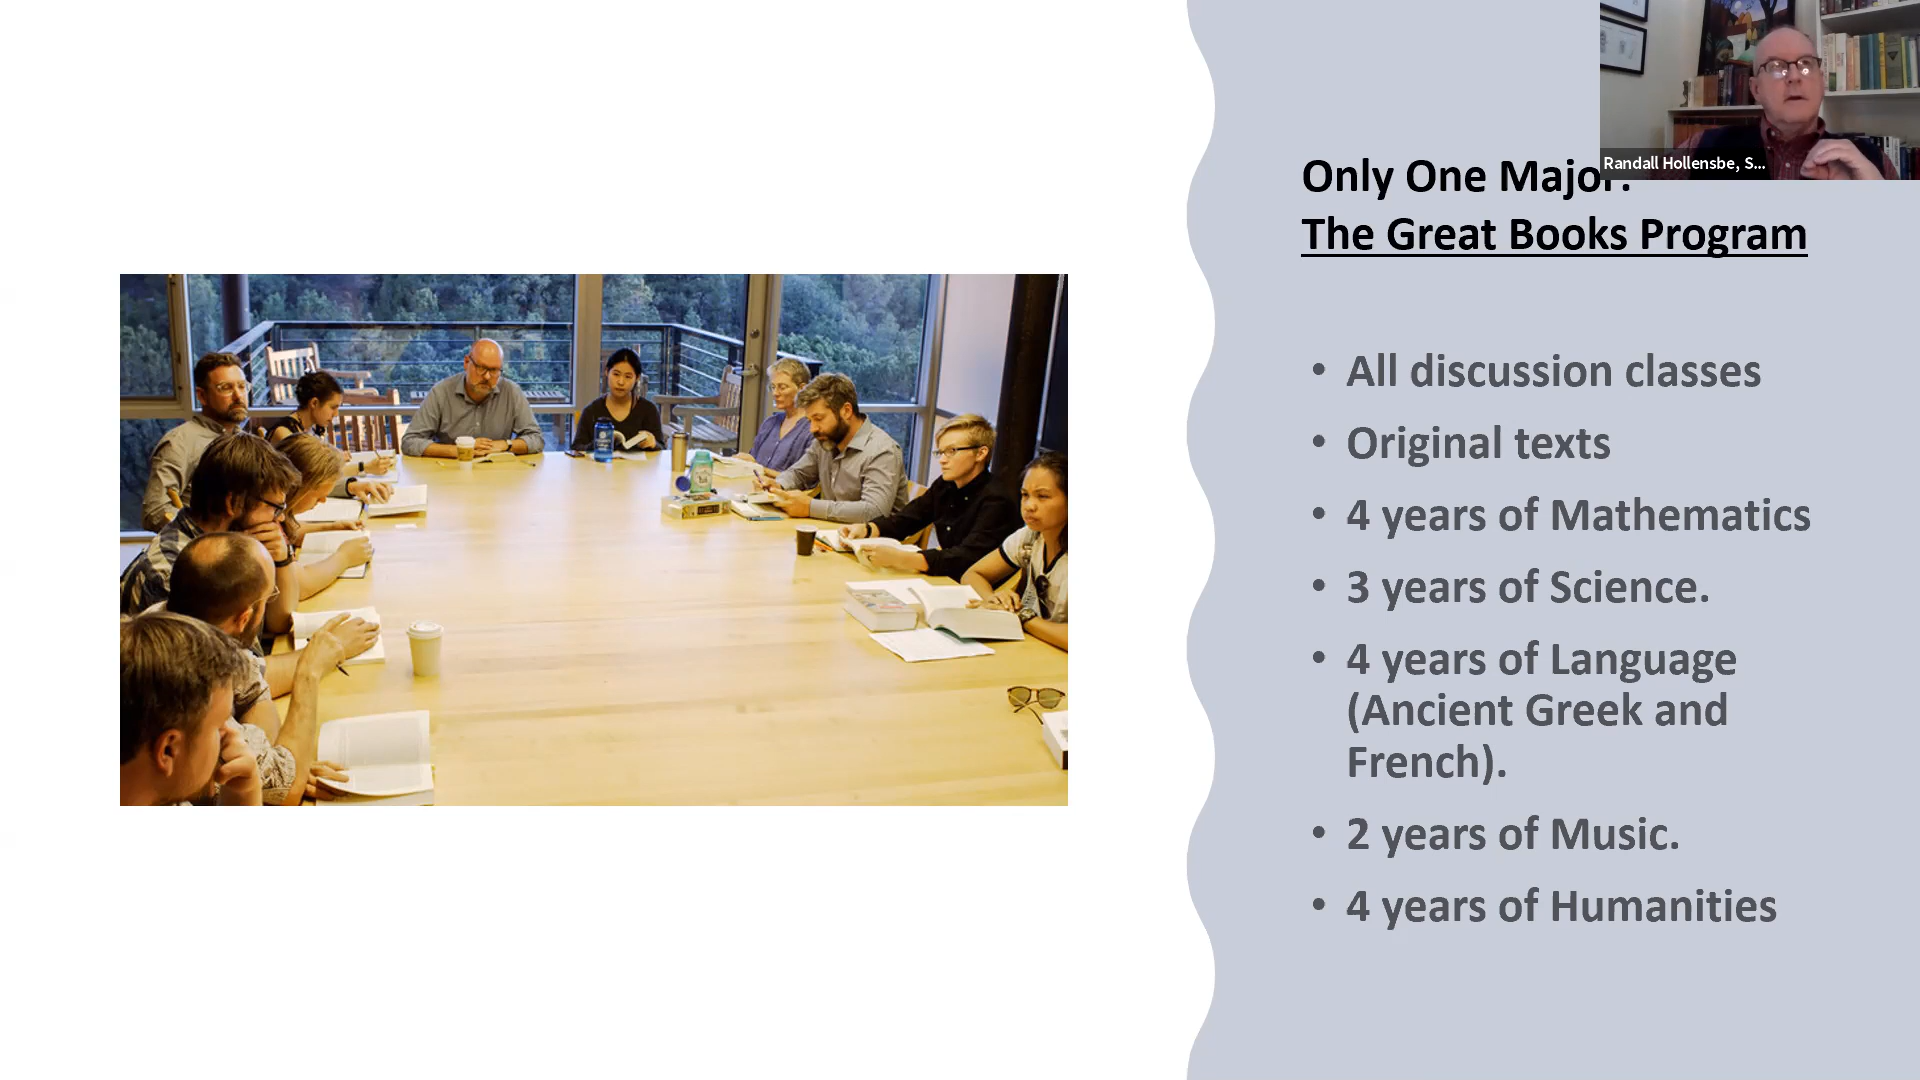 Randall Hollensbe, S...
Only One Major:
The Great Books Program
• All discussion classes
• Original texts
• 4 years of Mathematics
• 3 years of Science.
• 4 years of Language
(Ancient Greek and
French).
• 2 years of Music.
• 4 years of Humanities